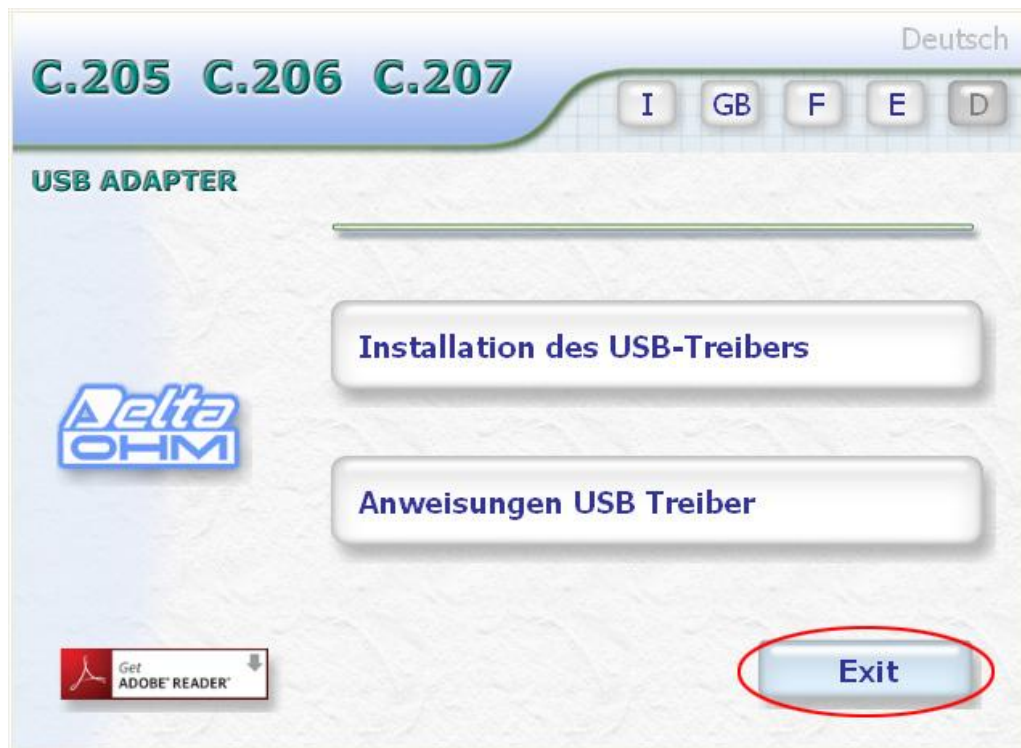 Deutsch
C.205 C.206 C.207
I GB F E D
USB ADAPTER
Installation des USB-Treibers
Delta
OHM
Anweisungen USB Treiber
Get
ADOBE® READER®
Exit